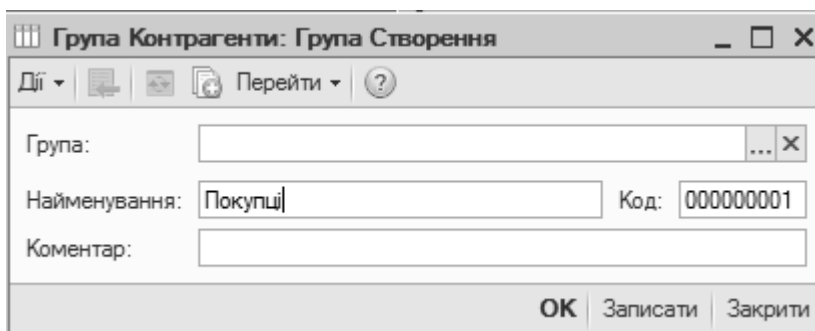 Група Контрагенти: Група Створення
Дії Перейти ?
Група: ...
Найменування: Покупці Код: 000000001
Коментар:
OK Записати Закрити